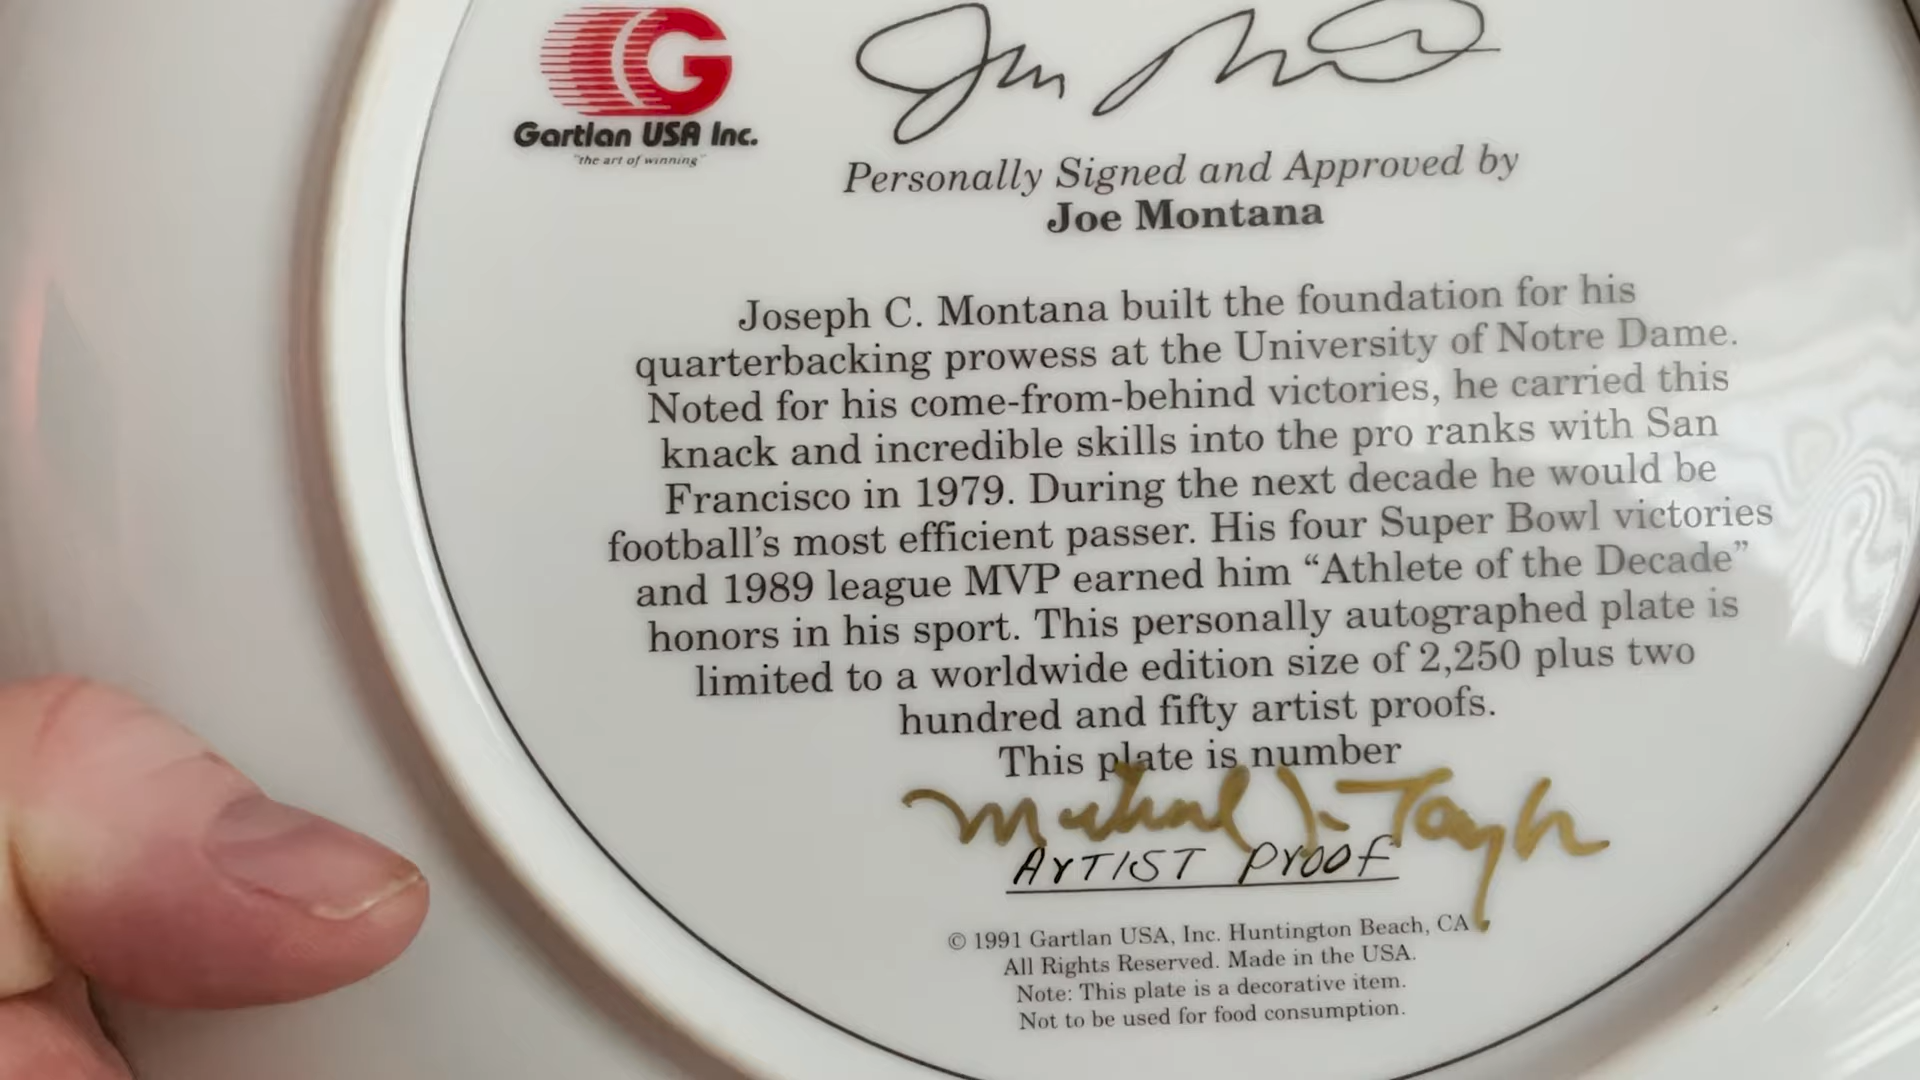 G
Gartlan USA Inc.
"the art of winning"
Joe Montana
Personally Signed and Approved by
Joe Montana
Joseph C. Montana built the foundation for his
quarterbacking prowess at the University of Notre Dame.
Noted for his come-from-behind victories, he carried this
knack and incredible skills into the pro ranks with San
Francisco in 1979. During the next decade he would be
football's most efficient passer. His four Super Bowl victories
and 1989 league MVP earned him “Athlete of the Decade”
honors in his sport. This personally autographed plate is
limited to a worldwide edition size of 2,250 plus two
hundred and fifty artist proofs.
This plate is number
Michael J. Taylor
ARTIST PROOF
© 1991 Gartlan USA, Inc. Huntington Beach, CA
All Rights Reserved. Made in the USA.
Note: This plate is a decorative item.
Not to be used for food consumption.